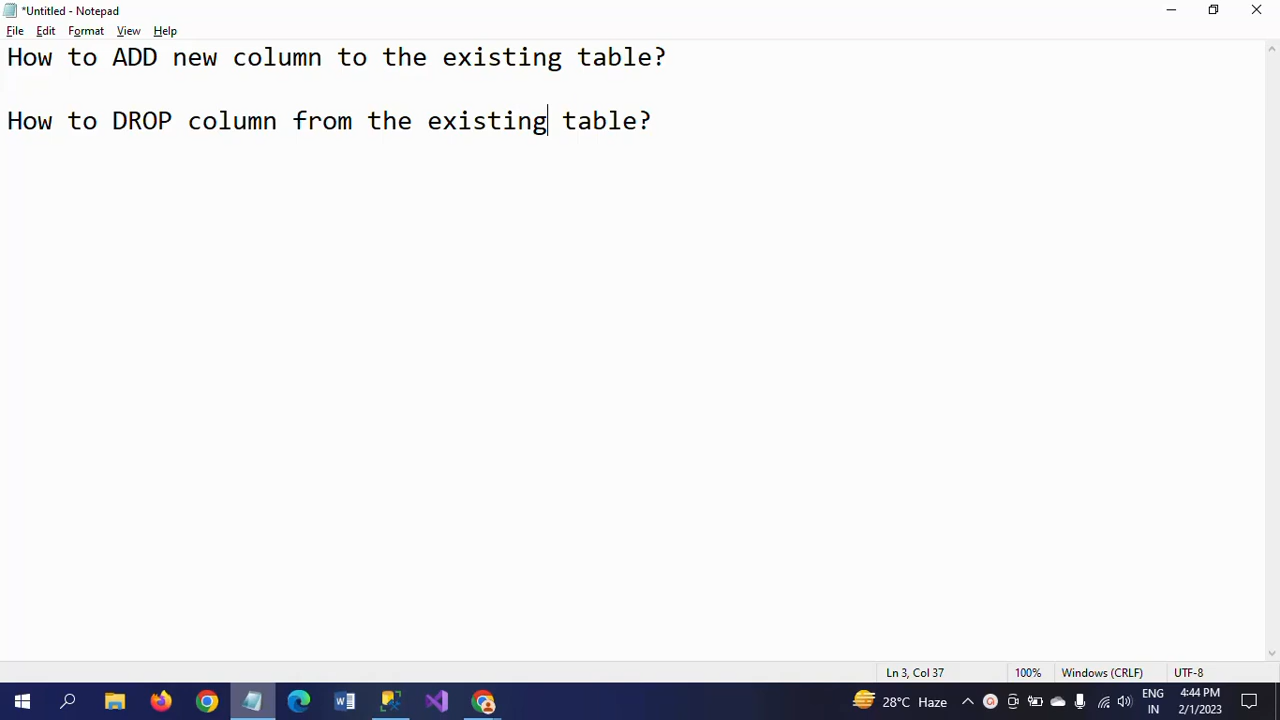 *Untitled - Notepad
File Edit Format View Help
How to ADD new column to the existing table?
How to DROP column from the existing table?
Ln 3, Col 37 100% Windows (CRLF) UTF-8
28°C Haze ENG 4:44 PM
IN 2/1/2023